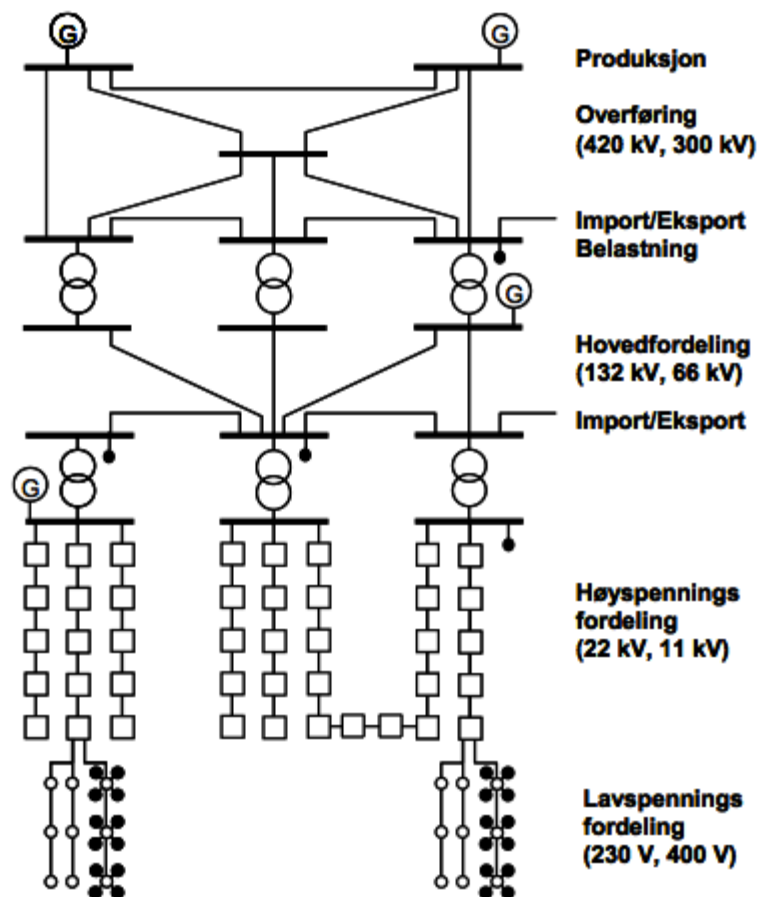 G
G
Produksjon
Overføring
(420 kV, 300 kV)
Import/Eksport
Belastning
G
Hovedfordeling
(132 kV, 66 kV)
Import/Eksport
G
Høyspennings
fordeling
(22 kV, 11 kV)
Lavspennings
fordeling
(230 V, 400 V)